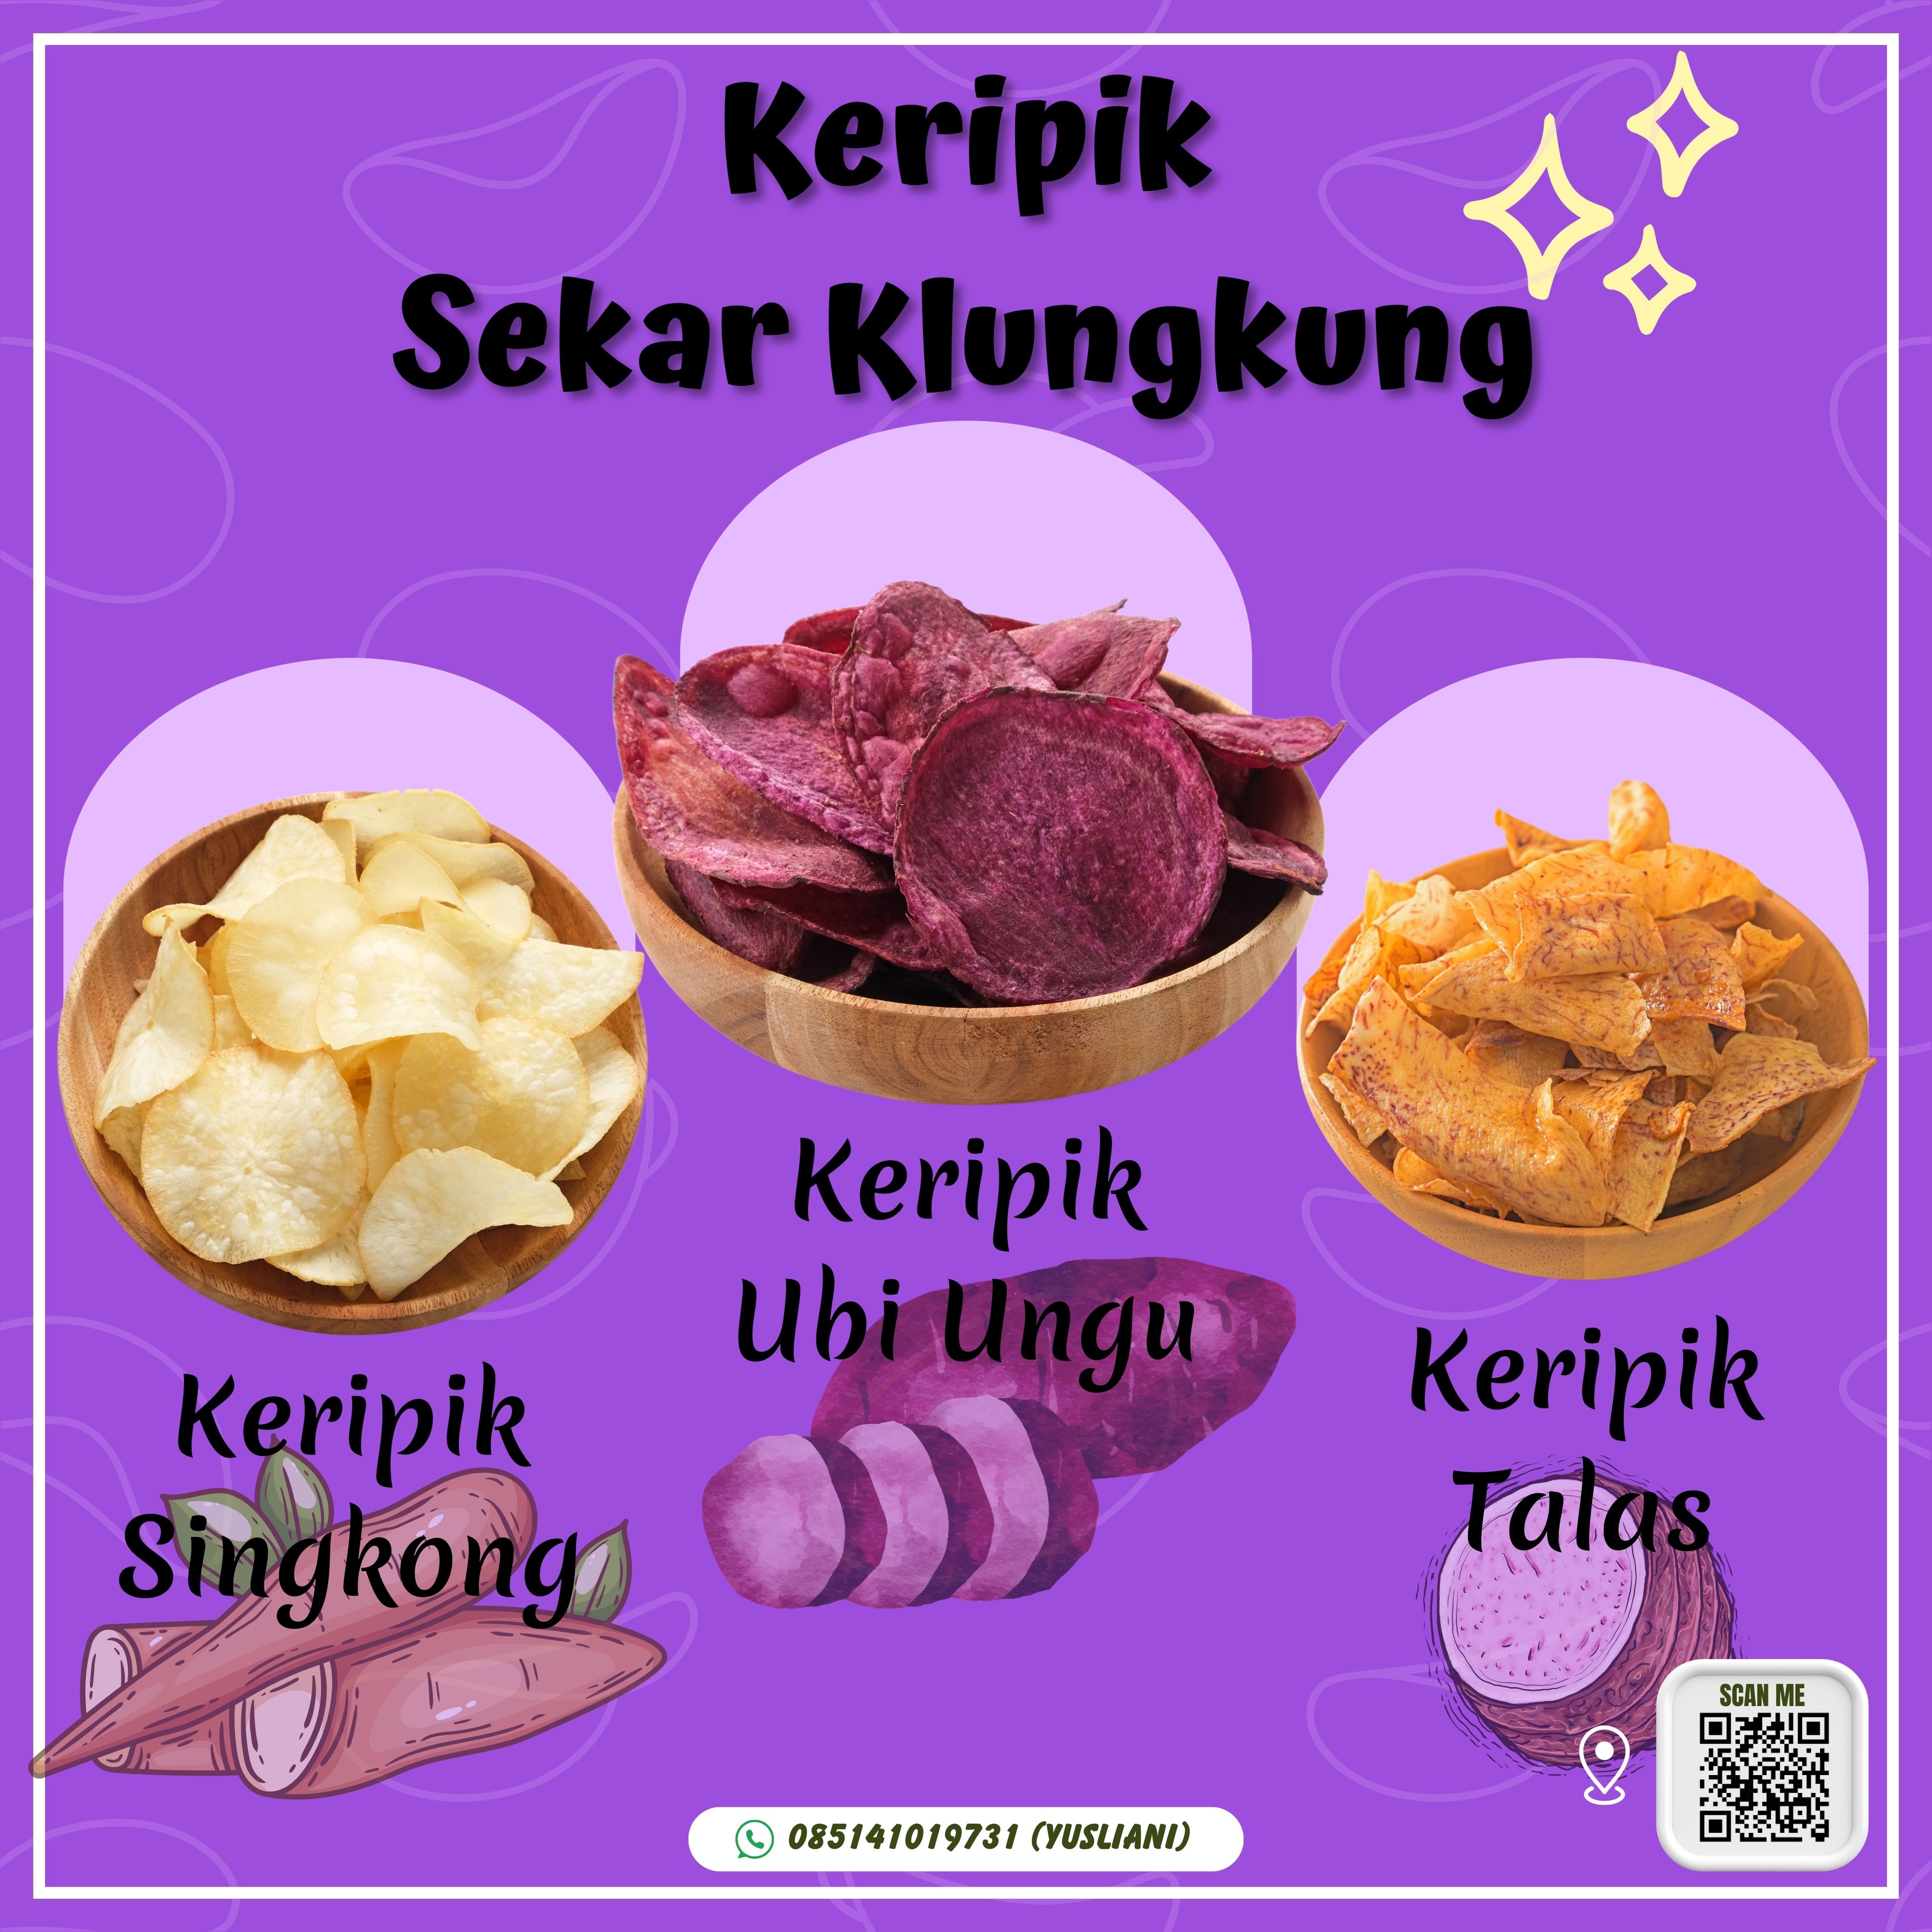 Keripik
Sekar Klungkung
Keripik
Ubi Ungu
Keripik
Singkong
Keripik
Talas
SCAN ME
085141019731 (YUSLIANI)